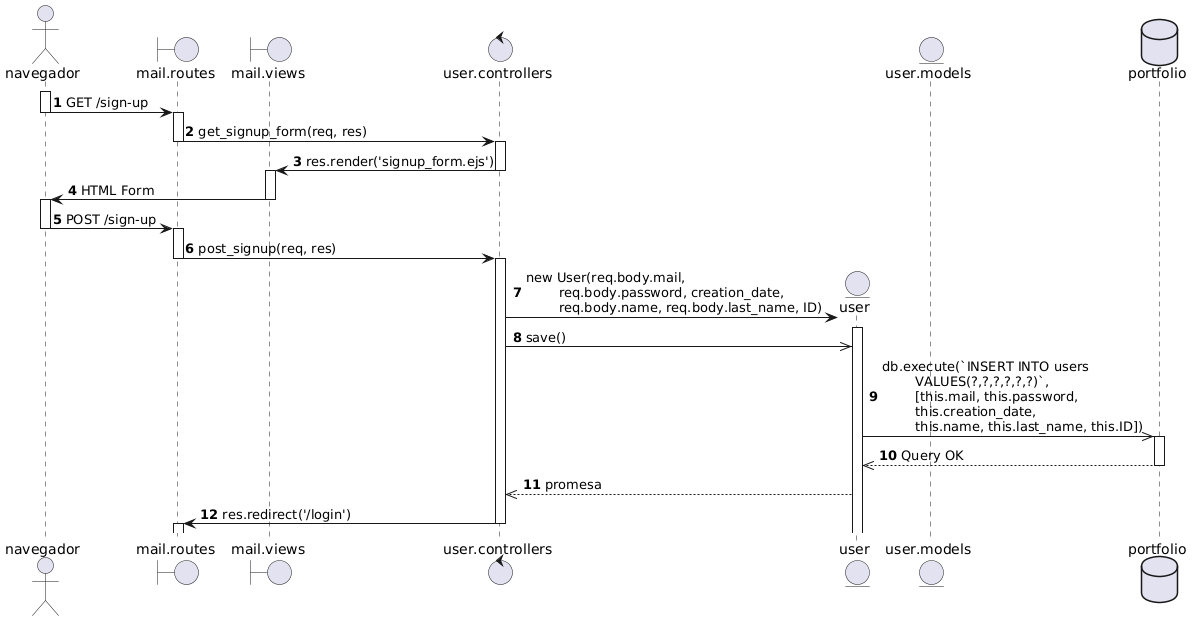 navegador
mail.routes
mail.views
user.controllers
user.models
portfolio
1 GET /sign-up
2 get_signup_form(req, res)
3 res.render('signup_form.ejs')
4 HTML Form
5 POST /sign-up
6 post_signup(req, res)
new User(req.body.mail,
7 req.body.password, creation_date,
req.body.name, req.body.last_name, ID)
user
8 save()
db.execute(`INSERT INTO users
VALUES(?,?,?,?,?,?)`,
9 [this.mail, this.password,
this.creation_date,
this.name, this.last_name, this.ID])
10 Query OK
11 promesa
12 res.redirect('/login')
navegador
mail.routes
mail.views
user.controllers
user
user.models
portfolio